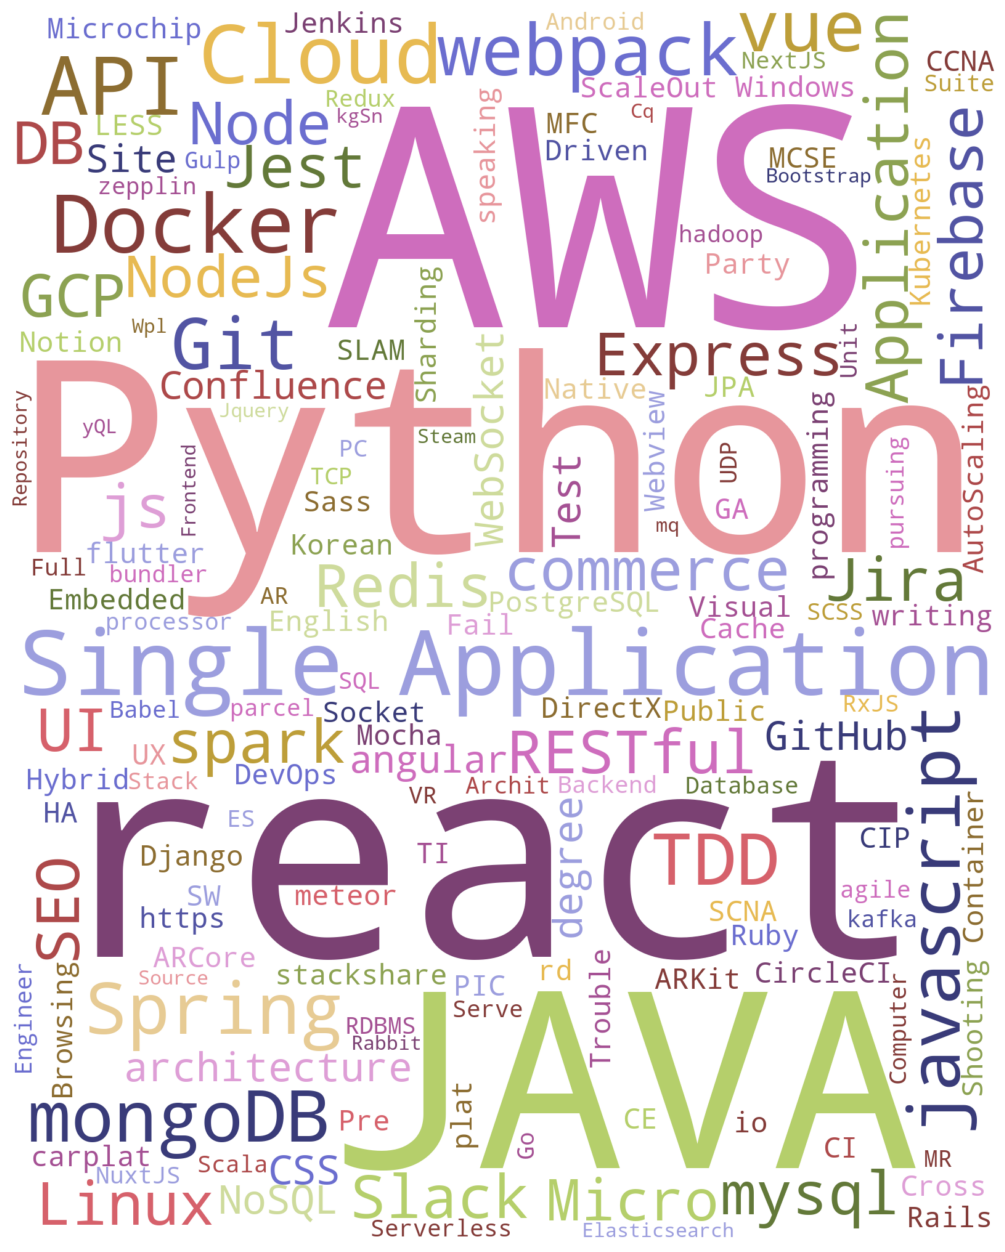 Microchip
Jenkins
Cloud
webpack
Android
vue
Application
CCNA
Suite
API
NextJS
ScaleOut Windows
Redux
kgSn
Cq
DB
LESS
Node
AWS
speaking
MFC
Driven
MCSE
Bootstrap
Kubernetes
Firebase
Site
Gulp
Jest
zepplin
Docker
hadoop
Party
GCP
NodeJs
Sharding
Notion
Wpl
Git
SLAM
WebSocket
Express
Unit
Confluence
Native
JPA
Python
Repository
Jquery
yQL
Steam
PC
Frontend
TCP
Webview
UDP
programming
pursuing
AutoScaling
js
Sass
Test
GA
mq
flutter
Korean
Full
bundler
Redis
commerce
Jira
Embedded
AR
PostgreSQL
Visual
SCSS
writing
processor
English
Fail
Cache
Single Application
SQL
Babel
parcel
Socket
DirectX
Public
RxJS
UI
UX
spark
Mocha
angular
RESTful
GitHub
javascript
Hybrid
Stack
DevOps
VR
Archit
Backend
Database
HA
ES
react
degree
Container
SEO
Django
TI
TDD
CIP
SW
meteor
agile
https
SCNA
kafka
Ruby
ARCore
Source
stackshare
PIC
rd
ARKit
CircleCI
Engineer
Browsing
Spring
Serve
Trouble
Computer
Shooting
RDBMS
Rabbit
JAVA
architecture
mongoDB
Pre
plat
Go
CE
io
CI
MR
carplat
Scala
NuxtJS
CSS
Linux
NoSQL
Slack
Micro
mysql
Cross
Rails
Serverless
Elasticsearch